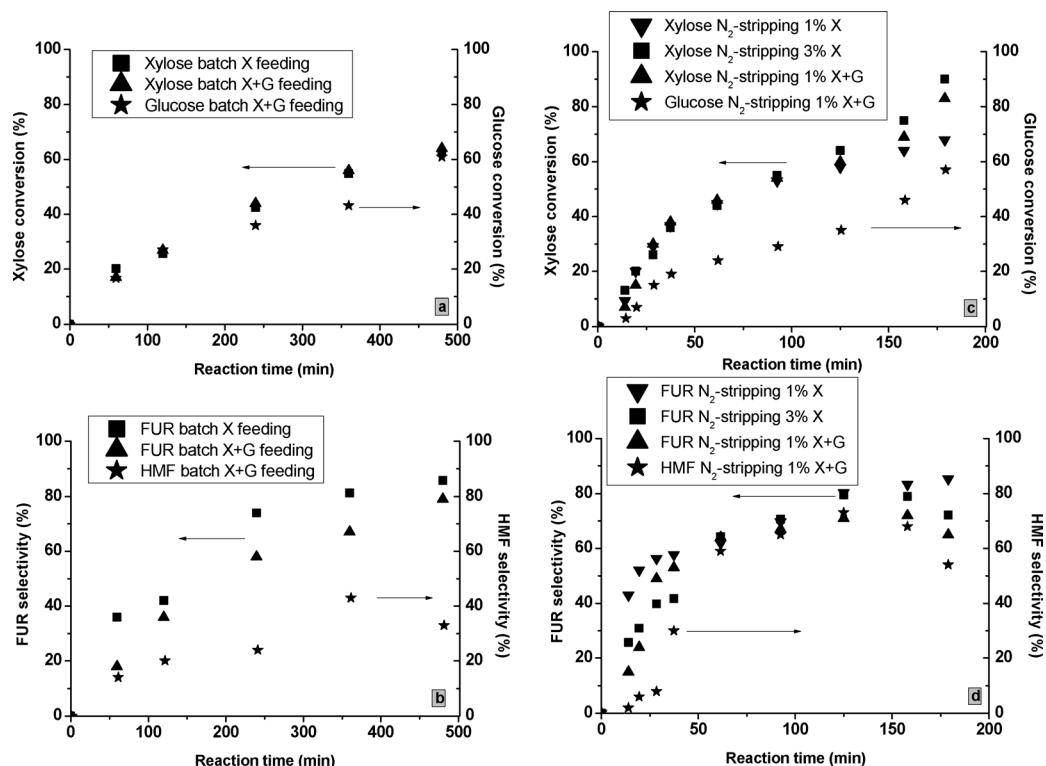 Xylose batch X feeding
Xylose batch X+G feeding
Glucose batch X+G feeding
100
80
60
40
20
0
Xylose conversion (%)
100
80
60
40
20
0
Glucose conversion (%)
0
100
200
300
400
500
Reaction time (min)
a
Xylose N2-stripping 1% X
Xylose N2-stripping 3% X
Xylose N2-stripping 1% X+G
Glucose N2-stripping 1% X+G
100
80
60
40
20
0
Xylose conversion (%)
100
80
60
40
20
0
Glucose conversion (%)
0
50
100
150
200
Reaction time (min)
c
FUR batch X feeding
FUR batch X+G feeding
HMF batch X+G feeding
100
80
60
40
20
0
FUR selectivity (%)
100
80
60
40
20
0
HMF selectivity (%)
0
100
200
300
400
500
Reaction time (min)
b
FUR N2-stripping 1% X
FUR N2-stripping 3% X
FUR N2-stripping 1% X+G
HMF N2-stripping 1% X+G
100
80
60
40
20
0
FUR selectivity (%)
100
80
60
40
20
0
HMF selectivity (%)
0
50
100
150
200
Reaction time (min)
d